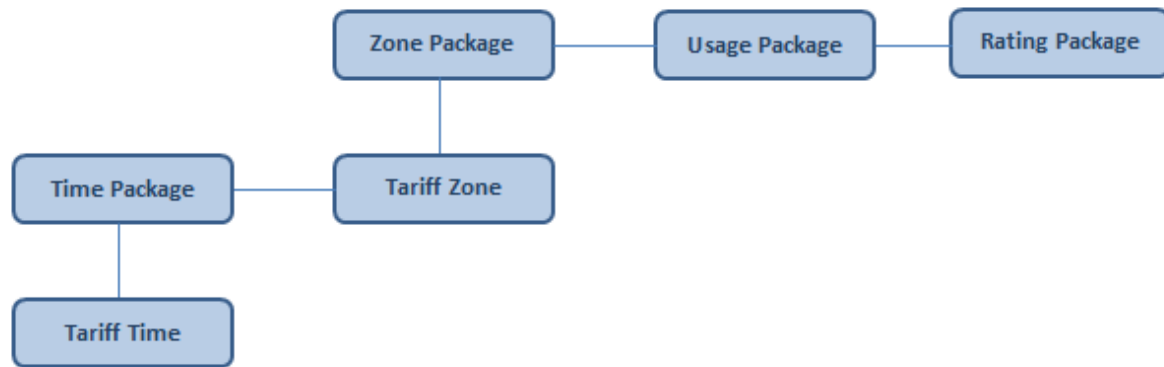 Zone Package
Usage Package
Rating Package
Time Package
Tariff Zone
Tariff Time